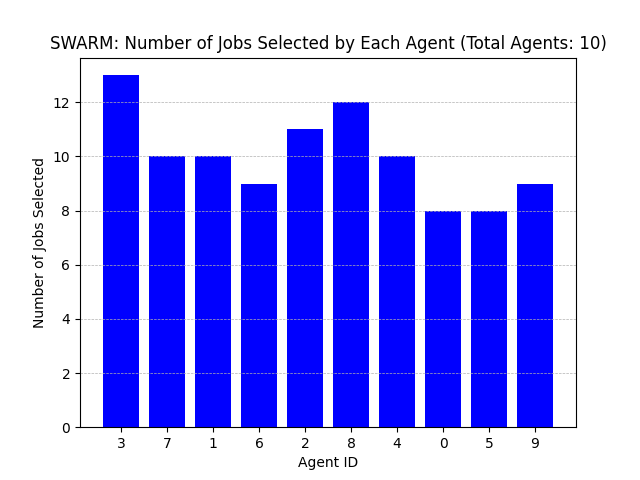 SWARM: Number of Jobs Selected by Each Agent (Total Agents: 10)
12
10
8
6
4
2
0
Number of Jobs Selected
3 7 1 6 2 8 4 0 5 9
Agent ID